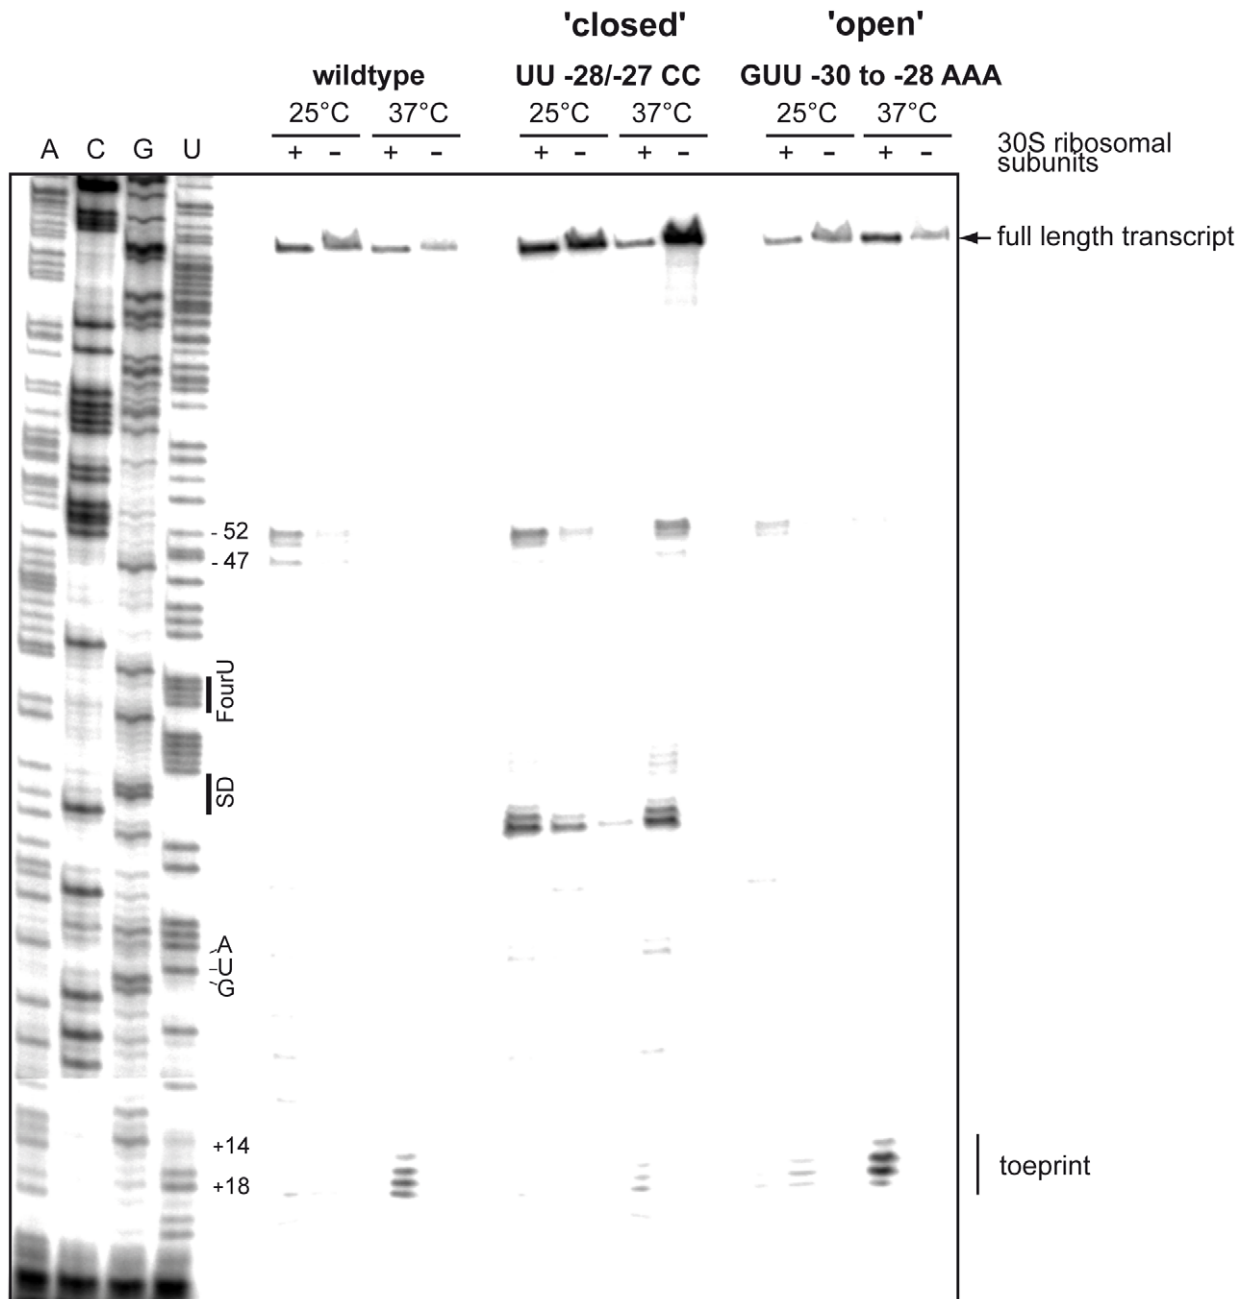 'closed' 'open'
wildtype UU -28/-27 CC GUU -30 to -28 AAA
25°C 37°C 25°C 37°C 25°C 37°C
A C G U + - + - + - + - + - + - 30S ribosomal
subunits
full length transcript
- 52
- 47
FourU
SD
A
U
G
+14
toeprint
+18